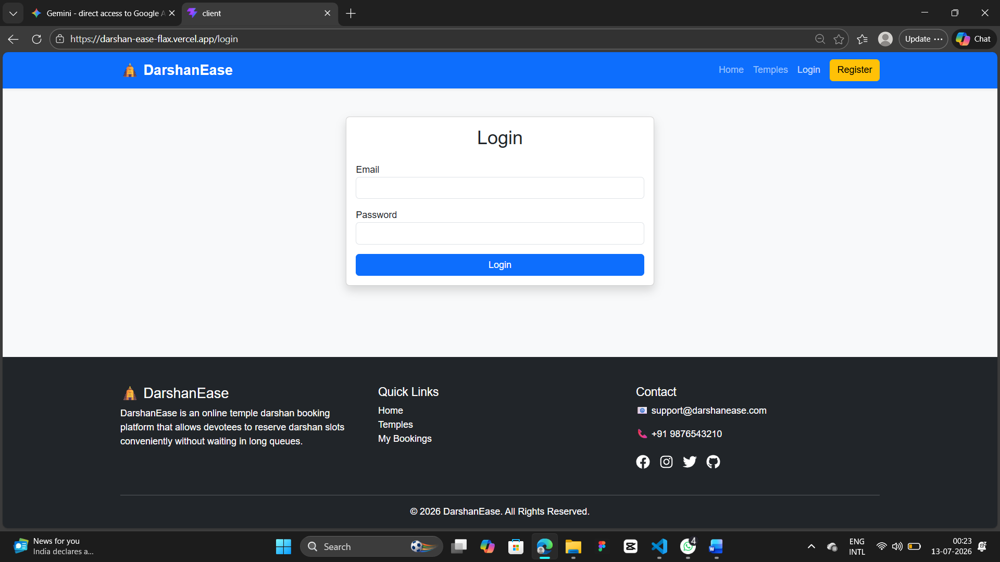 Gemini - direct access to Google A
client
https://darshan-ease-flax.vercel.app/login
Update
Chat
DarshanEase
Home
Temples
Login
Register
Login
Email
Password
Login
DarshanEase
DarshanEase is an online temple darshan booking
platform that allows devotees to reserve darshan slots
conveniently without waiting in long queues.
Quick Links
Home
Temples
My Bookings
Contact
support@darshanease.com
+91 9876543210
© 2026 DarshanEase. All Rights Reserved.
News for you
India declares a...
Search
4
ENG
INTL
00:23
13-07-2026